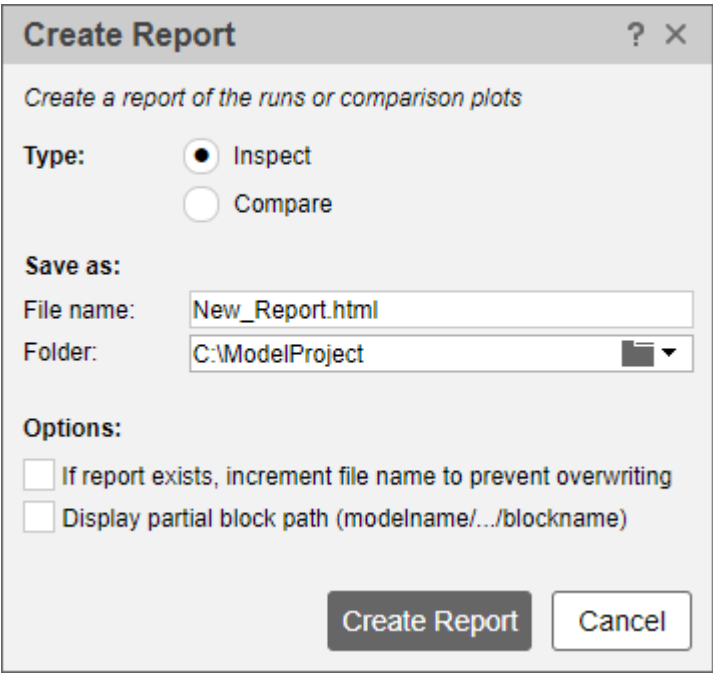 Create Report ? ×
Create a report of the runs or comparison plots
Type: Inspect
Compare
Save as:
File name: New_Report.html
Folder: C:\ModelProject
Options:
If report exists, increment file name to prevent overwriting
Display partial block path (modelname/.../blockname)
Create Report Cancel